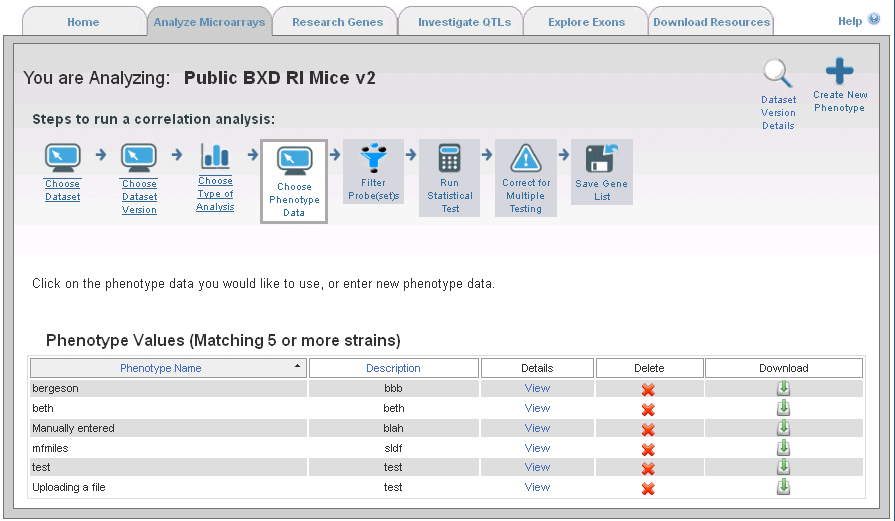 Home Analyze Microarrays Research Genes Investigate QTLs Explore Exons Download Resources Help
You are Analyzing: Public BXD RI Mice v2
Dataset
Version
Details
Create New
Phenotype
Steps to run a correlation analysis:
Choose
Dataset
Choose
Dataset
Version
Choose
Type of
Analysis
Choose
Phenotype
Data
Filter
Probe(set)s
Run
Statistical
Test
Correct for
Multiple
Testing
Save Gene
List
Click on the phenotype data you would like to use, or enter new phenotype data.
Phenotype Values (Matching 5 or more strains)
Phenotype Name Description Details Delete Download
bergeson bbb View
beth beth View
Manually entered blah View
mfmiles sldf View
test test View
Uploading a file test View